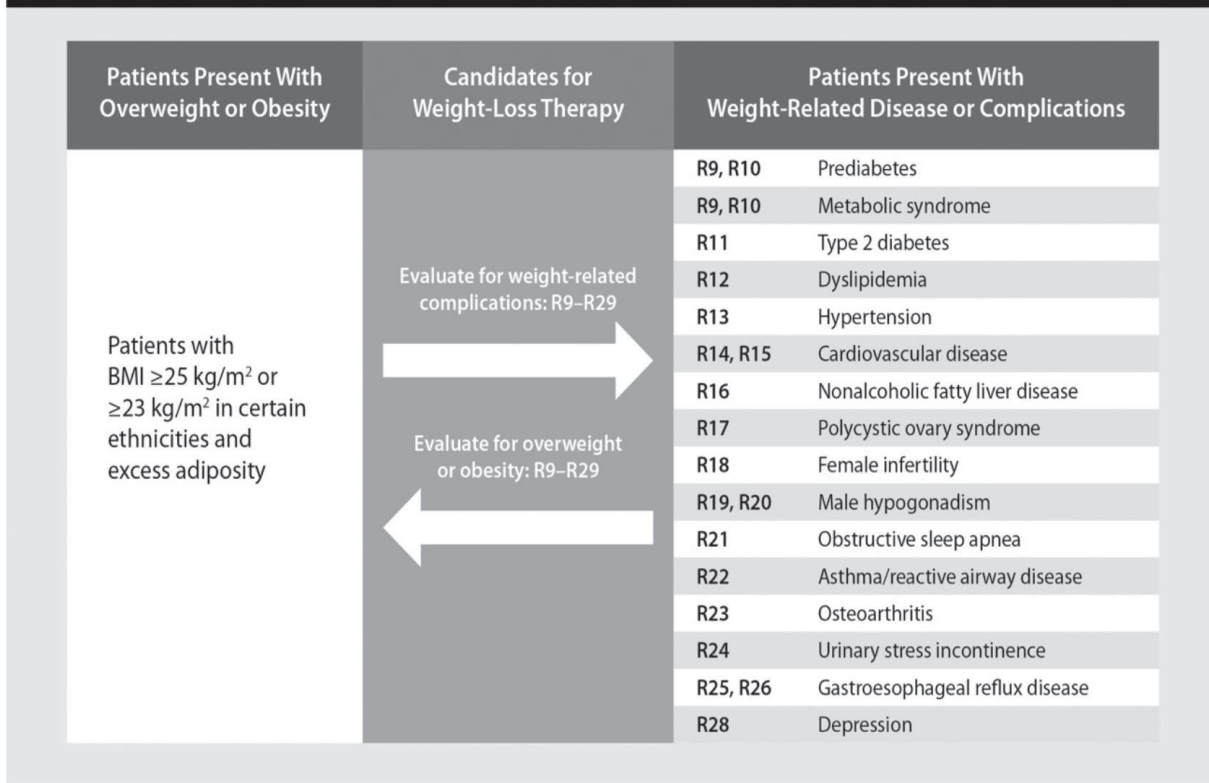 Patients Present With
Overweight or Obesity
Candidates for
Weight-Loss Therapy
Patients Present With
Weight-Related Disease or Complications
Patients with
BMI ≥25 kg/m² or
≥23 kg/m² in certain
ethnicities and
excess adiposity
Evaluate for weight-related
complications: R9–R29
Evaluate for overweight
or obesity: R9–R29
R9, R10 Prediabetes
R9, R10 Metabolic syndrome
R11 Type 2 diabetes
R12 Dyslipidemia
R13 Hypertension
R14, R15 Cardiovascular disease
R16 Nonalcoholic fatty liver disease
R17 Polycystic ovary syndrome
R18 Female infertility
R19, R20 Male hypogonadism
R21 Obstructive sleep apnea
R22 Asthma/reactive airway disease
R23 Osteoarthritis
R24 Urinary stress incontinence
R25, R26 Gastroesophageal reflux disease
R28 Depression